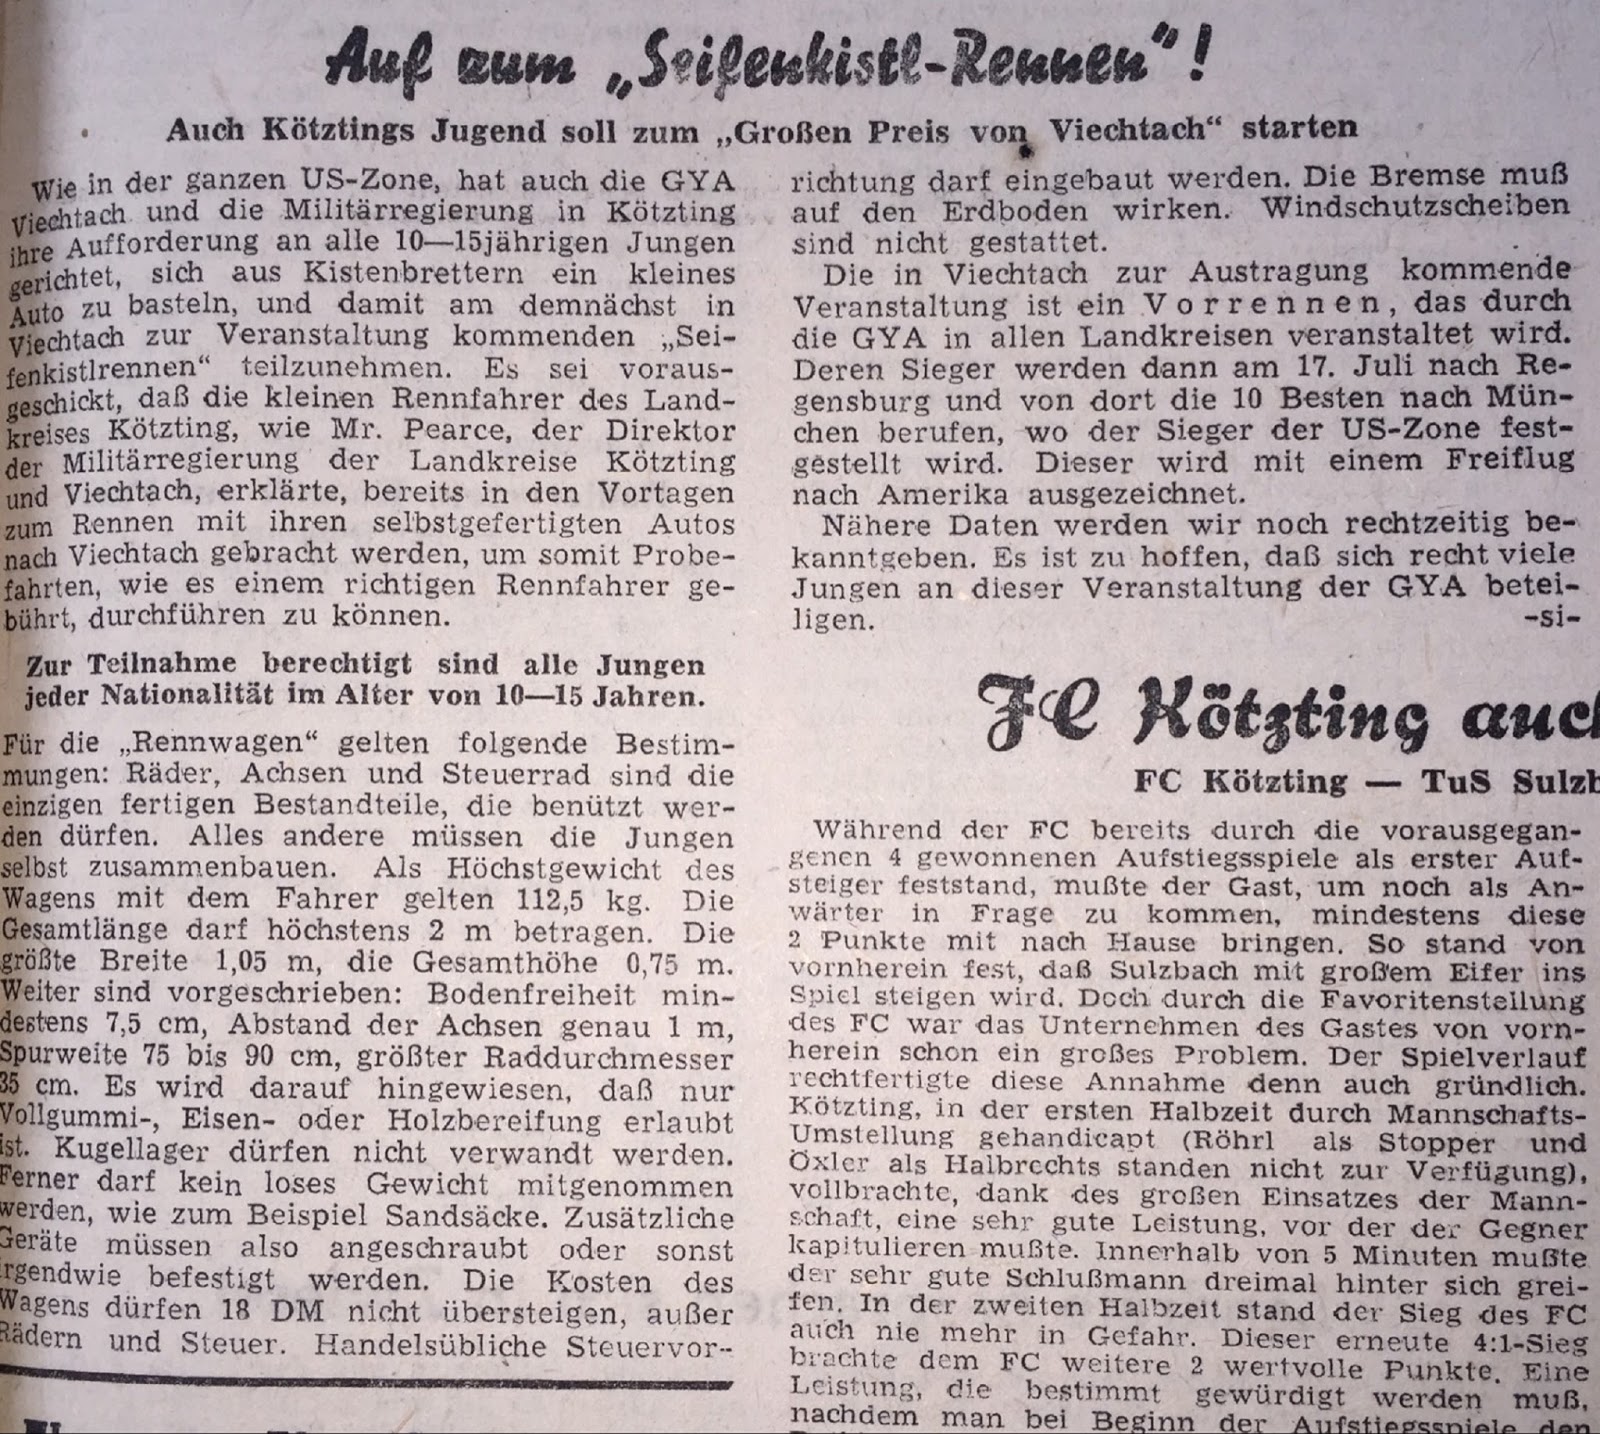 Auf zum „Seifenkistl-Rennen"!
Auch Kötztings Jugend soll zum „Großen Preis von Viechtach“ starten
Wie in der ganzen US-Zone, hat auch die GYA
Viechtach und die Militärregierung in Kötzting
ihre Aufforderung an alle 10—15jährigen Jungen
gerichtet, sich aus Kistenbrettern ein kleines
Auto zu basteln, und damit am demnächst in
Viechtach zur Veranstaltung kommenden „Sei-
fenkistlrennen“ teilzunehmen. Es sei voraus-
geschickt, daß die kleinen Rennfahrer des Land-
kreises Kötzting, wie Mr. Pearce, der Direktor
der Militärregierung der Landkreise Kötzting
und Viechtach, erklärte, bereits in den Vortagen
zum Rennen mit ihren selbstgefertigten Autos
nach Viechtach gebracht werden, um somit Probe-
fahrten, wie es einem richtigen Rennfahrer ge-
bührt, durchführen zu können.
Zur Teilnahme berechtigt sind alle Jungen
jeder Nationalität im Alter von 10—15 Jahren.
Für die „Rennwagen“ gelten folgende Bestim-
mungen: Räder, Achsen und Steuerrad sind die
einzigen fertigen Bestandteile, die benützt wer-
den dürfen. Alles andere müssen die Jungen
selbst zusammenbauen. Als Höchstgewicht des
Wagens mit dem Fahrer gelten 112,5 kg. Die
Gesamtlänge darf höchstens 2 m betragen. Die
größte Breite 1,05 m, die Gesamthöhe 0,75 m.
Weiter sind vorgeschrieben: Bodenfreiheit min-
destens 7,5 cm, Abstand der Achsen genau 1 m,
Spurweite 75 bis 90 cm, größter Raddurchmesser
35 cm. Es wird darauf hingewiesen, daß nur
Vollgummi-, Eisen- oder Holzbereifung erlaubt
ist. Kugellager dürfen nicht verwandt werden.
Ferner darf kein loses Gewicht mitgenommen
werden, wie zum Beispiel Sandsäcke. Zusätzliche
Geräte müssen also angeschraubt oder sonst
irgendwie befestigt werden. Die Kosten des
Wagens dürfen 18 DM nicht übersteigen, außer
Rädern und Steuer. Handelsübliche Steuervor-
richtung darf eingebaut werden. Die Bremse muß
auf den Erdboden wirken. Windschutzscheiben
sind nicht gestattet.
Die in Viechtach zur Austragung kommende
Veranstaltung ist ein Vorrennen, das durch
die GYA in allen Landkreisen veranstaltet wird.
Deren Sieger werden dann am 17. Juli nach Re-
gensburg und von dort die 10 Besten nach Mün-
chen berufen, wo der Sieger der US-Zone fest-
gestellt wird. Dieser wird mit einem Freiflug
nach Amerika ausgezeichnet.
Nähere Daten werden wir noch rechtzeitig be-
kanntgeben. Es ist zu hoffen, daß sich recht viele
Jungen an dieser Veranstaltung der GYA betei-
ligen. -si-
FC Kötzting auch
FC Kötzting — TuS Sulzb
Während der FC bereits durch die vorausgegan-
genen 4 gewonnenen Aufstiegsspiele als erster Auf-
steiger feststand, mußte der Gast, um noch als An-
wärter in Frage zu kommen, mindestens diese
2 Punkte mit nach Hause bringen. So stand von
vornherein fest, daß Sulzbach mit großem Eifer ins
Spiel steigen wird. Doch durch die Favoritenstellung
des FC war das Unternehmen des Gastes von vorn-
herein schon ein großes Problem. Der Spielverlauf
rechtfertigte diese Annahme denn auch gründlich.
Kötzting, in der ersten Halbzeit durch Mannschafts-
Umstellung gehandicapt (Röhrl als Stopper und
Öxler als Halbrechts standen nicht zur Verfügung),
vollbrachte, dank des großen Einsatzes der Mann-
schaft, eine sehr gute Leistung, vor der der Gegner
kapitulieren mußte. Innerhalb von 5 Minuten mußte
der sehr gute Schlußmann dreimal hinter sich grei-
fen. In der zweiten Halbzeit stand der Sieg des FC
auch nie mehr in Gefahr. Dieser erneute 4:1-Sieg
brachte dem FC weitere 2 wertvolle Punkte. Eine
Leistung, die bestimmt gewürdigt werden muß,
nachdem man bei Beginn der Aufstiegsspiele den